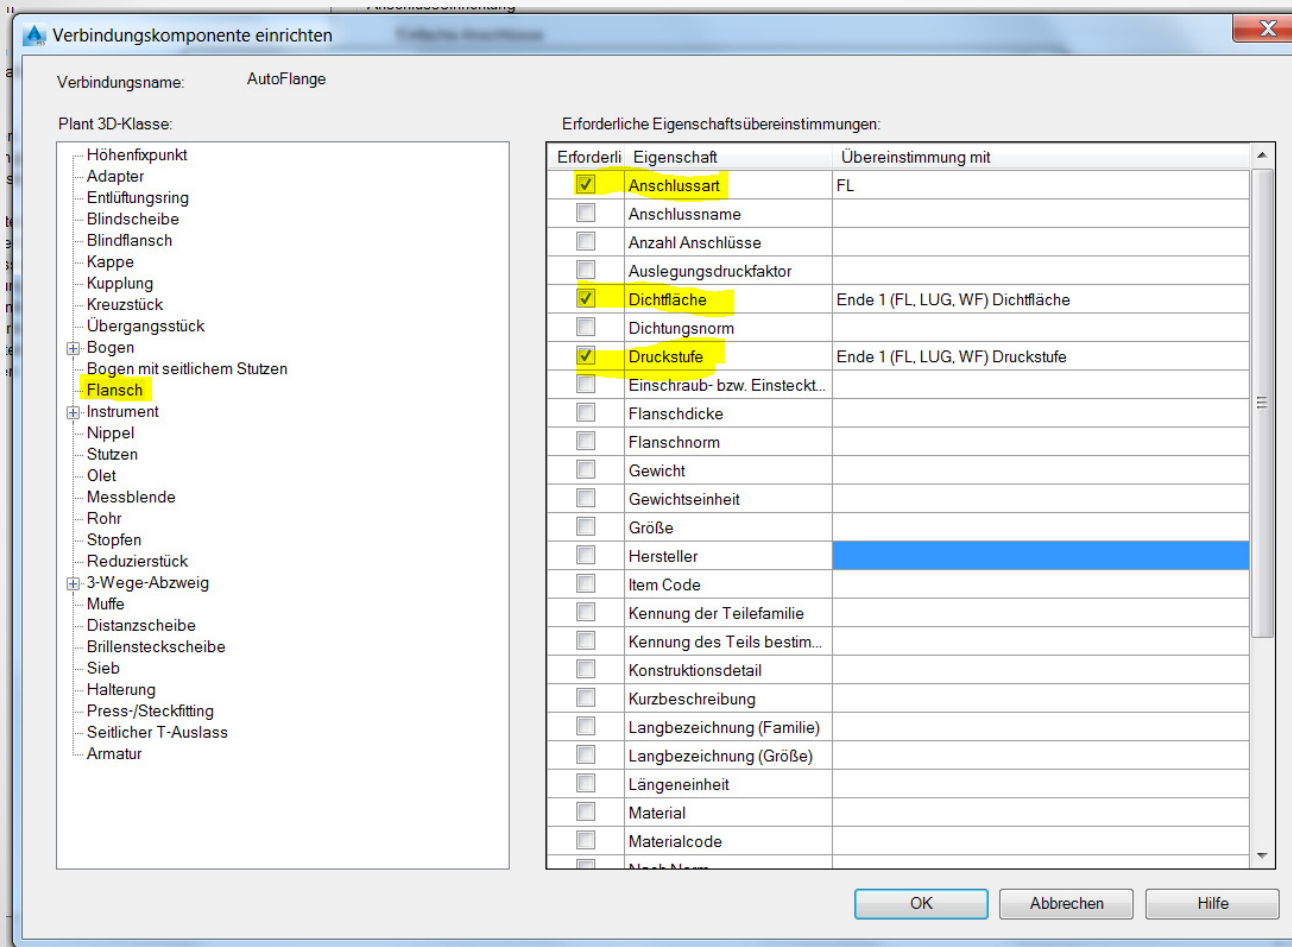 Anschlusseinrichtung
Verbindungskomponente einrichten
Verbindungsname: AutoFlange
Plant 3D-Klasse:
Höhenfixpunkt
Adapter
Entlüftungsring
Blindscheibe
Blindflansch
Kappe
Kupplung
Kreuzstück
Übergangsstück
Bogen
Bogen mit seitlichem Stutzen
Flansch
Instrument
Nippel
Stutzen
Olet
Messblende
Rohr
Stopfen
Reduzierstück
3-Wege-Abzweig
Muffe
Distanzscheibe
Brillensteckscheibe
Sieb
Halterung
Press-/Steckfitting
Seitlicher T-Auslass
Armatur
Erforderliche Eigenschaftsübereinstimmungen:
Erforderli Eigenschaft Übereinstimmung mit
Anschlussart FL
Anschlussname
Anzahl Anschlüsse
Auslegungsdruckfaktor
Dichtfläche Ende 1 (FL, LUG, WF) Dichtfläche
Dichtungsnorm
Druckstufe Ende 1 (FL, LUG, WF) Druckstufe
Einschraub- bzw. Einsteckt...
Flanschdicke
Flanschnorm
Gewicht
Gewichtseinheit
Größe
Hersteller
Item Code
Kennung der Teilefamilie
Kennung des Teils bestim...
Konstruktionsdetail
Kurzbeschreibung
Langbezeichnung (Familie)
Langbezeichnung (Größe)
Längeneinheit
Material
Materialcode
Nach Norm
OK Abbrechen Hilfe